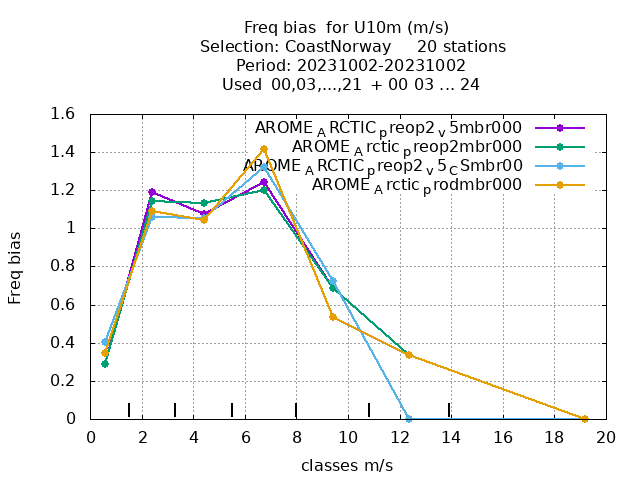 Freq bias  for U10m (m/s)
Selection: CoastNorway     20 stations
Period: 20231002-20231002
Used  00,03,...,21  + 00 03 ... 24
AROME_ARCTIC_preop2_v5mbr000
AROME_Arctic_preop2mbr000
AROME_ARCTIC_preop2_v5_CSmbr00
AROME_Arctic_prodmbr000
1.6
1.4
1.2
1
0.8
0.6
0.4
0.2
0
Freq bias
0 2 4 6 8 10 12 14 16 18 20
classes m/s